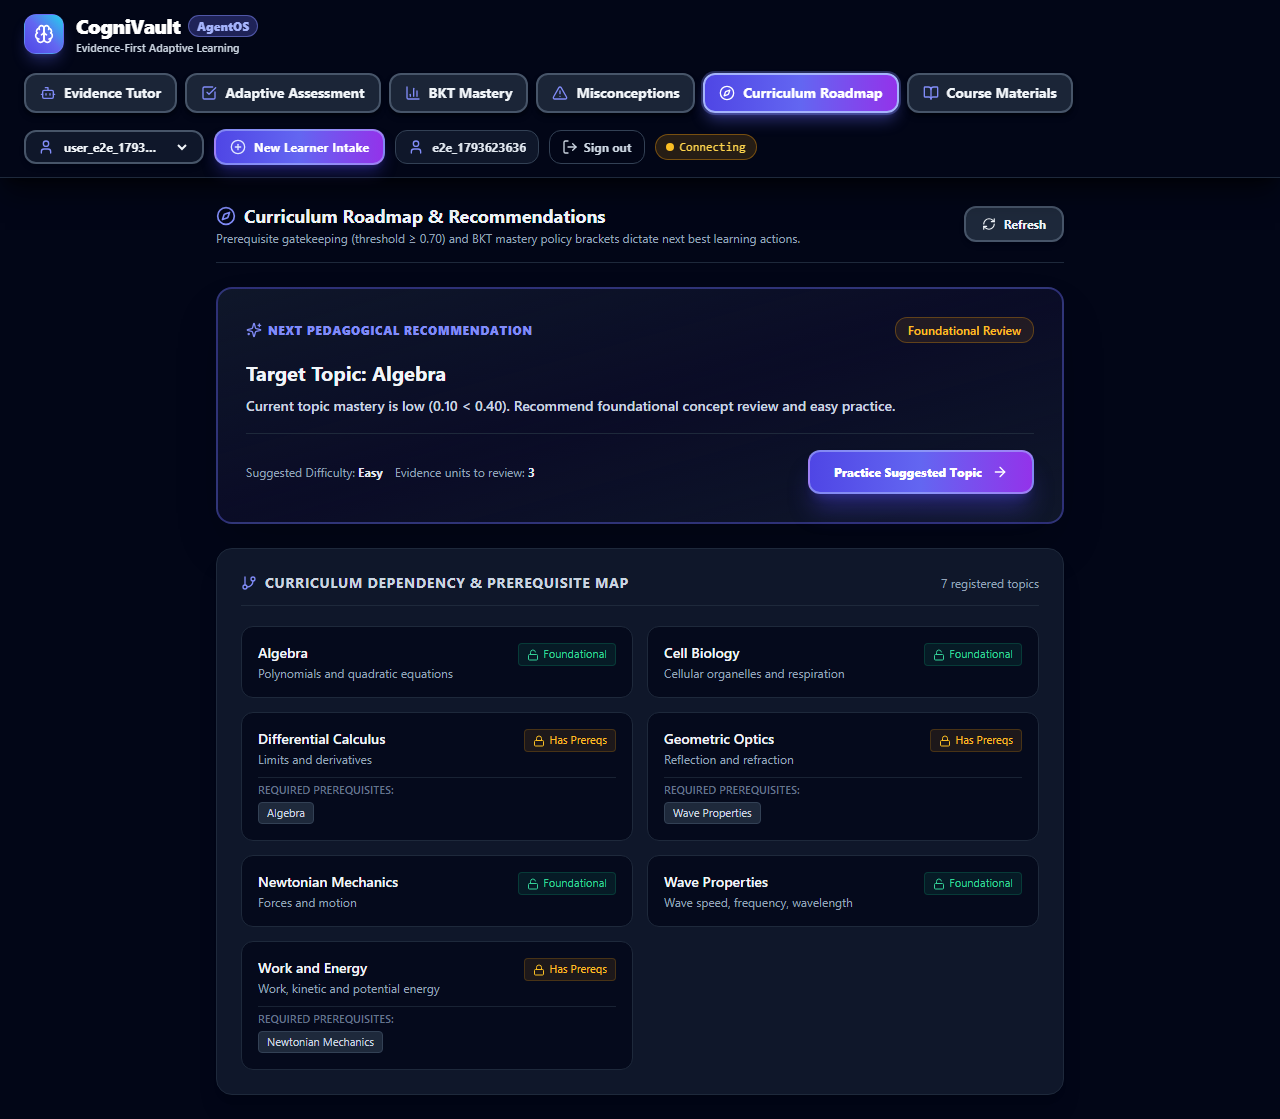 CogniVault AgentOS
Evidence-First Adaptive Learning
Evidence Tutor
Adaptive Assessment
BKT Mastery
Misconceptions
Curriculum Roadmap
Course Materials
user_e2e_1793...
New Learner Intake
e2e_1793623636
Sign out
Connecting
Curriculum Roadmap & Recommendations
Prerequisite gatekeeping (threshold ≥ 0.70) and BKT mastery policy brackets dictate next best learning actions.
Refresh
NEXT PEDAGOGICAL RECOMMENDATION
Foundational Review
Target Topic: Algebra
Current topic mastery is low (0.10 < 0.40). Recommend foundational concept review and easy practice.
Suggested Difficulty: Easy Evidence units to review: 3
Practice Suggested Topic
CURRICULUM DEPENDENCY & PREREQUISITE MAP
7 registered topics
Algebra
Foundational
Polynomials and quadratic equations
Cell Biology
Foundational
Cellular organelles and respiration
Differential Calculus
Has Prereqs
Limits and derivatives
REQUIRED PREREQUISITES:
Algebra
Geometric Optics
Has Prereqs
Reflection and refraction
REQUIRED PREREQUISITES:
Wave Properties
Newtonian Mechanics
Foundational
Forces and motion
Wave Properties
Foundational
Wave speed, frequency, wavelength
Work and Energy
Has Prereqs
Work, kinetic and potential energy
REQUIRED PREREQUISITES:
Newtonian Mechanics